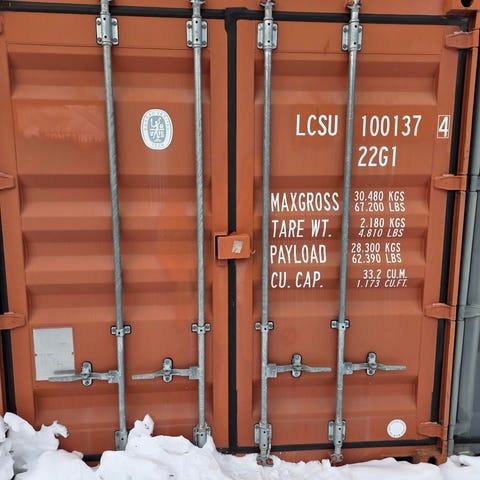 LCSU 100137 4
22G1
MAXGROSS 30.480 KGS
67.200 LBS
TARE WT. 2.180 KGS
4.810 LBS
PAYLOAD 28.300 KGS
62.390 LBS
CU. CAP. 33.2 CU.M.
1.173 CU.FT.